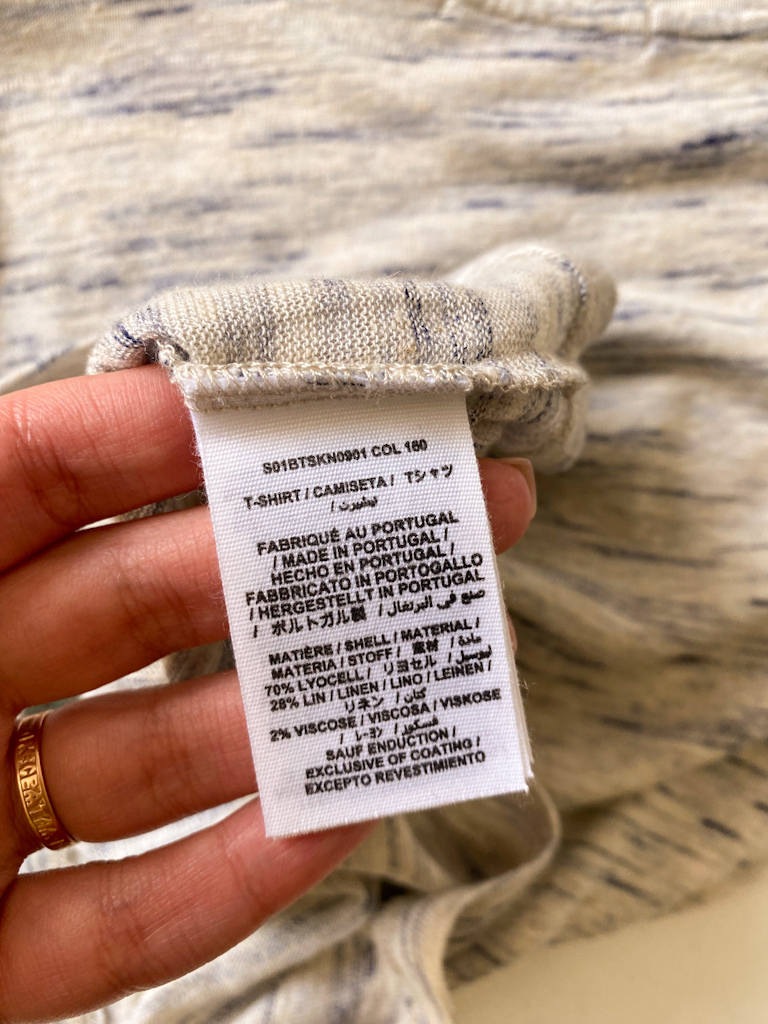 S01BTSKN0901 COL 160
T-SHIRT / CAMISETA / Tシャツ
/ تيشيرت
FABRIQUÉ AU PORTUGAL
/ MADE IN PORTUGAL /
HECHO EN PORTUGAL /
FABBRICATO IN PORTOGALLO
/ HERGESTELLT IN PORTUGAL
/ ポルトガル製 / صنع في البرتغال
MATIÈRE / SHELL / MATERIAL /
MATERIA / STOFF / 素材 / مادة
70% LYOCELL / リヨセル / ليوسيل
28% LIN / LINEN / LINO / LEINEN /
リネン / كتان
2% VISCOSE / VISCOSA / VISKOSE
/ レーヨン / فسكوز
SAUF ENDUCTION /
EXCLUSIVE OF COATING /
EXCEPTO REVESTIMIENTO